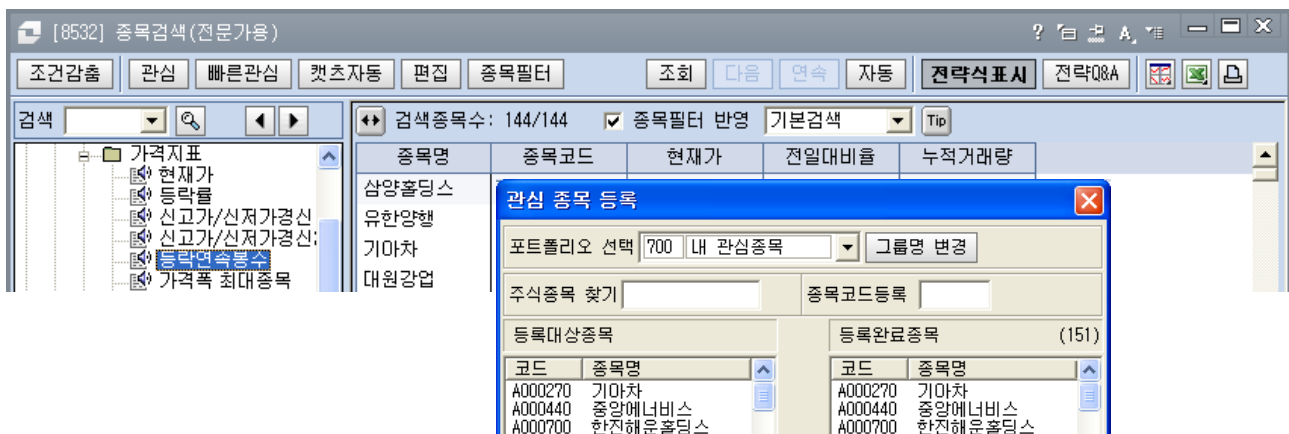 [8532] 종목검색(전문가용)
조건감춤 관심 빠른관심 캣츠자동 편집 종목필터 조회 다음 연속 자동 전략식표시 전략Q&A
검색 검색종목수: 144/144 종목필터 반영 기본검색 Tip
가격지표
현재가
등락률
신고가/신저가경신
신고가/신저가경신
등락연속봉수
가격폭 최대종목
종목명 종목코드 현재가 전일대비율 누적거래량
삼양홀딩스
유한양행
기아차
대원강업
관심 종목 등록
포트폴리오 선택 700 내 관심종목 그룹명 변경
주식종목 찾기 종목코드등록
등록대상종목 등록완료종목 (151)
코드 종목명 코드 종목명
A000270 기아차 A000270 기아차
A000440 중앙에너비스 A000440 중앙에너비스
A000700 한진해운홀딩스 A000700 한진해운홀딩스